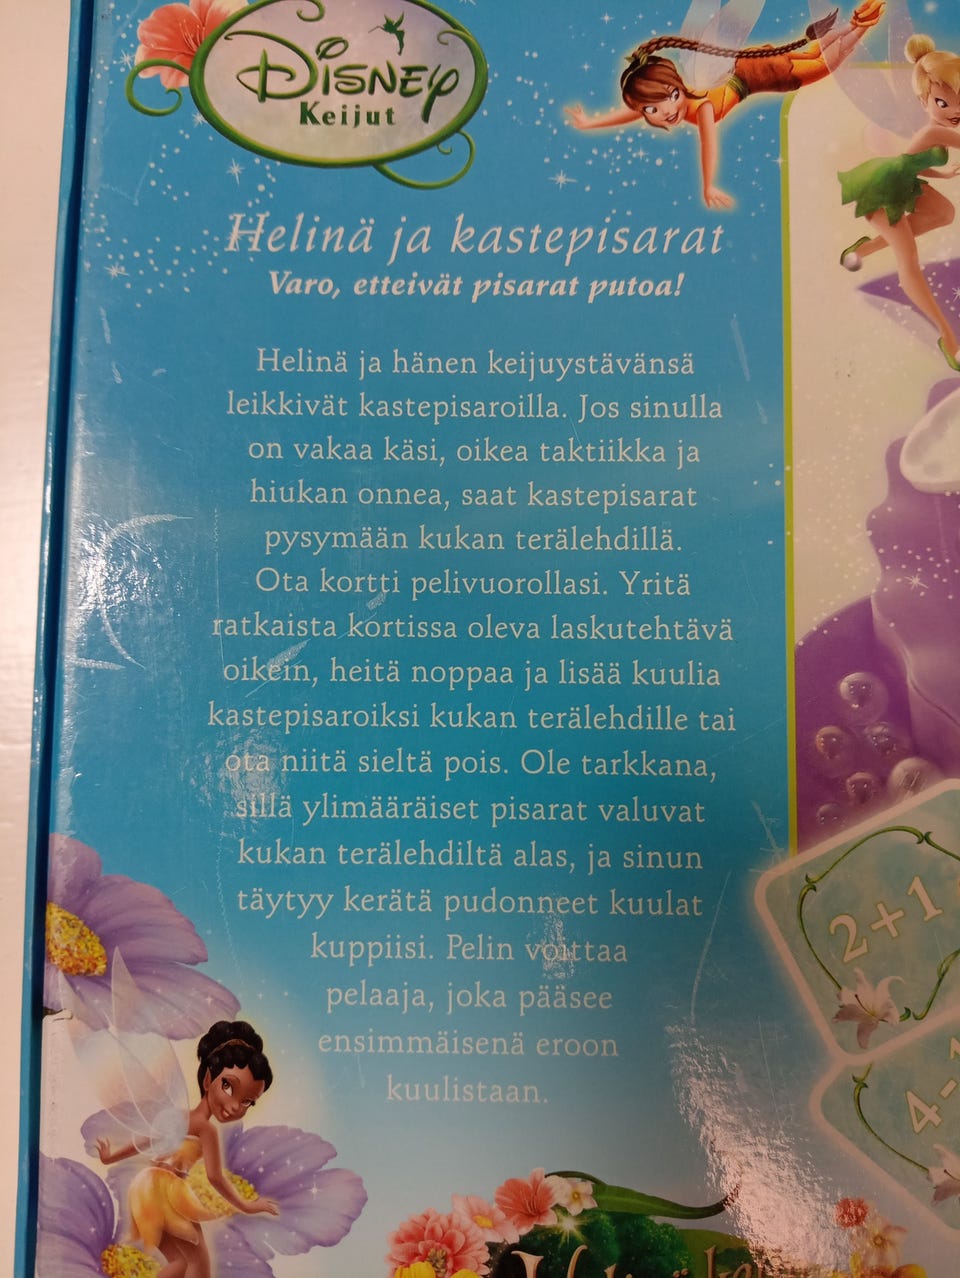 Disney
Keijut
Helinä ja kastepisarat
Varo, etteivät pisarat putoa!
Helinä ja hänen keijuystävänsä
leikkivät kastepisaroilla. Jos sinulla
on vakaa käsi, oikea taktiikka ja
hiukan onnea, saat kastepisarat
pysymään kukan terälehdillä.
Ota kortti pelivuorollasi. Yritä
ratkaista kortissa oleva laskutehtävä
oikein, heitä noppaa ja lisää kuulia
kastepisaroiksi kukan terälehdille tai
ota niitä sieltä pois. Ole tarkkana,
sillä ylimääräiset pisarat valuvat
kukan terälehdiltä alas, ja sinun
täytyy kerätä pudonneet kuulat
kuppiisi. Pelin voittaa
pelaaja, joka pääsee
ensimmäisenä eroon
kuulistaan.
2+1